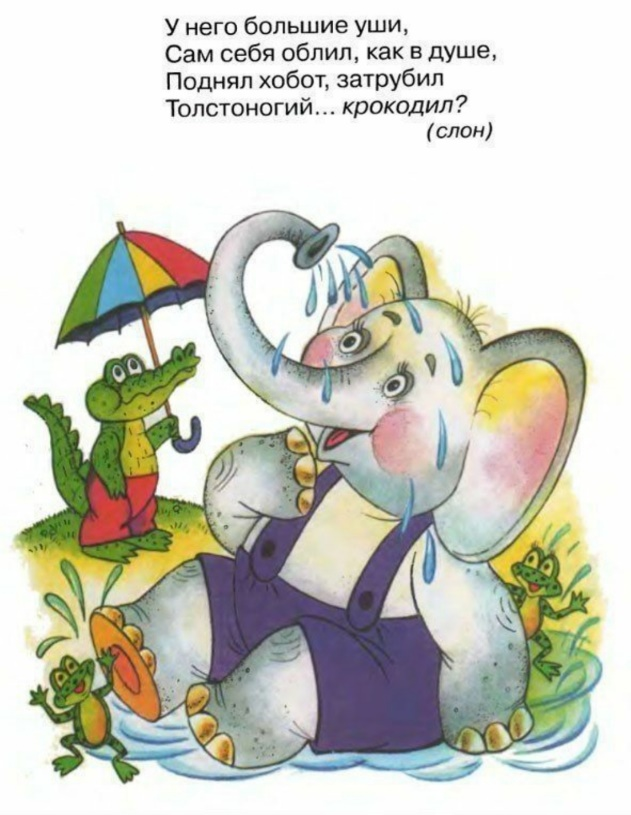 У него большие уши,
Сам себя облил, как в душе,
Поднял хобот, затрубил
Толстоногий... крокодил?
(слон)